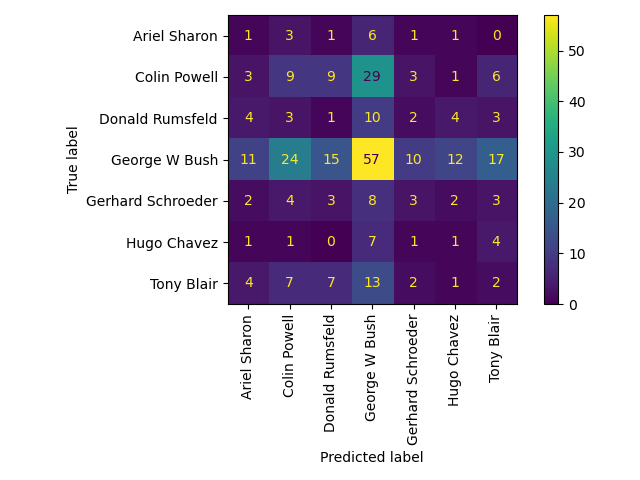 True label
Ariel Sharon 1 3 1 6 1 1 0
Colin Powell 3 9 9 29 3 1 6
Donald Rumsfeld 4 3 1 10 2 4 3
George W Bush 11 24 15 57 10 12 17
Gerhard Schroeder 2 4 3 8 3 2 3
Hugo Chavez 1 1 0 7 1 1 4
Tony Blair 4 7 7 13 2 1 2
Ariel Sharon
Colin Powell
Donald Rumsfeld
George W Bush
Gerhard Schroeder
Hugo Chavez
Tony Blair
Predicted label
50
40
30
20
10
0